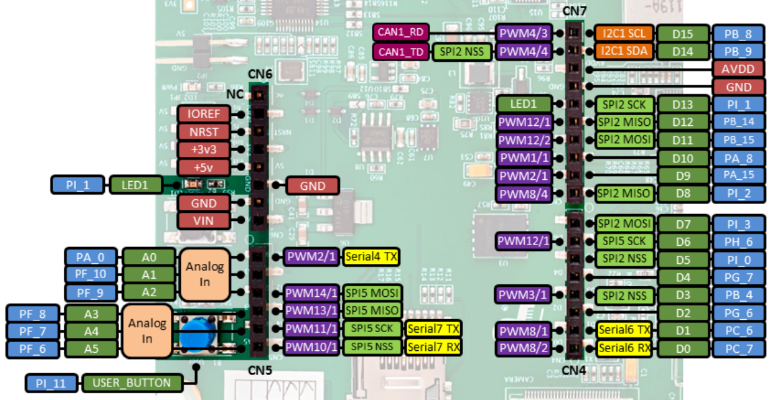 CN7
CAN1_RD PWM4/3 I2C1 SCL D15 PB_8
CAN1_TD SPI2 NSS PWM4/4 I2C1 SDA D14 PB_9
AVDD
GND
LED1 SPI2 SCK D13 PI_1
PWM12/1 SPI2 MISO D12 PB_14
PWM12/2 SPI2 MOSI D11 PB_15
PWM1/1 D10 PA_8
PWM2/1 D9 PA_15
PWM8/4 SPI2 MISO D8 PI_2
SPI2 MOSI D7 PI_3
PWM12/1 SPI5 SCK D6 PH_6
SPI2 NSS D5 PI_0
D4 PG_7
PWM3/1 SPI2 NSS D3 PB_4
D2 PG_6
PWM8/1 Serial6 TX D1 PC_6
PWM8/2 Serial6 RX D0 PC_7
CN4
CN6
NC
IOREF
NRST
+3v3
+5v
PI_1 LED1 GND
GND
VIN
PA_0 A0 Analog In PWM2/1 Serial4 TX
PF_10 A1
PF_9 A2 PWM14/1 SPI5 MOSI
PF_8 A3 Analog In PWM13/1 SPI5 MISO
PF_7 A4 PWM11/1 SPI5 SCK Serial7 TX
PF_6 A5 PWM10/1 SPI5 NSS Serial7 RX
CN5
PI_11 USER_BUTTON
119A-
CAMERA